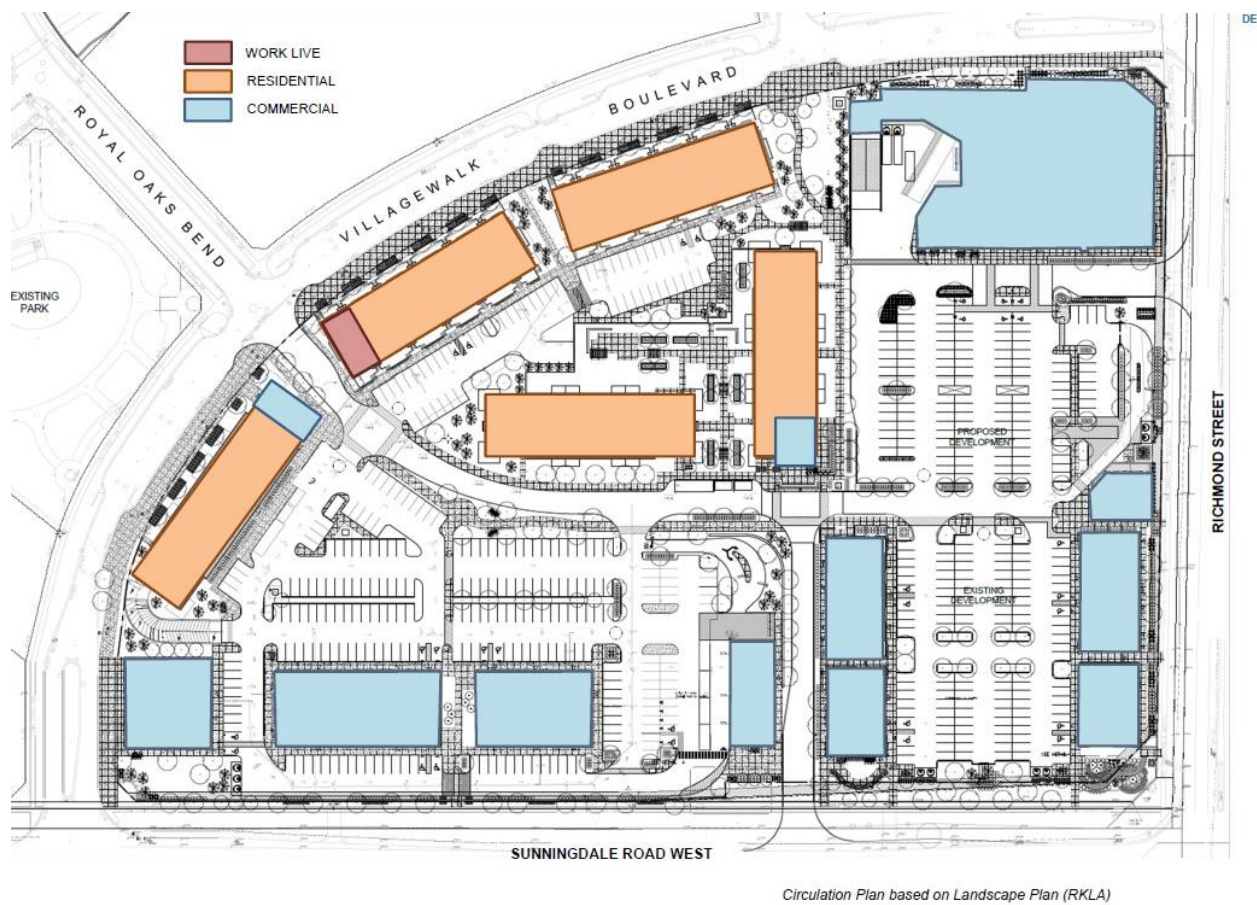 DE
WORK LIVE
RESIDENTIAL
COMMERCIAL
ROYAL OAKS BEND
VILLAGEWALK BOULEVARD
EXISTING
PARK
PROPOSED
DEVELOPMENT
RICHMOND STREET
EXISTING
DEVELOPMENT
SUNNINGDALE ROAD WEST
Circulation Plan based on Landscape Plan (RKLA)